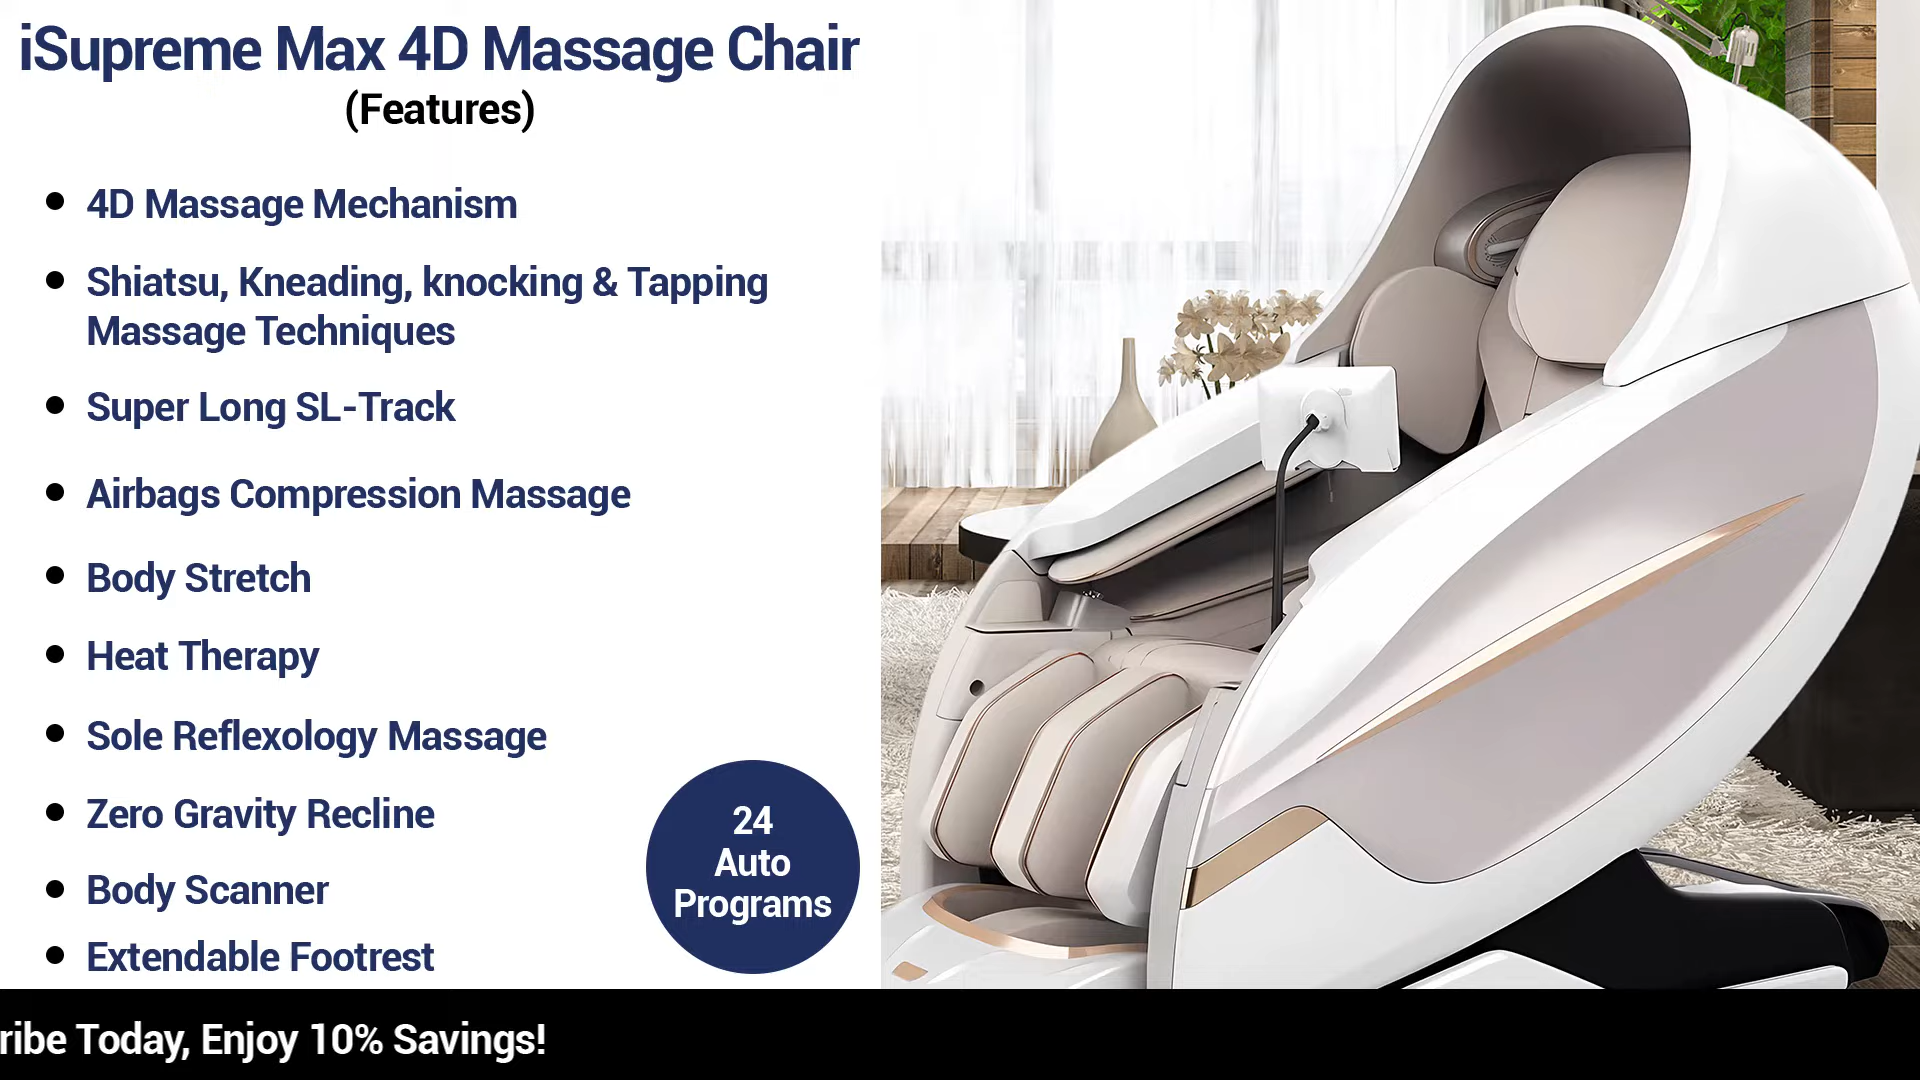 iSupreme Max 4D Massage Chair
(Features)
4D Massage Mechanism
Shiatsu, Kneading, knocking & Tapping
Massage Techniques
Super Long SL-Track
Airbags Compression Massage
Body Stretch
Heat Therapy
Sole Reflexology Massage
Zero Gravity Recline
Body Scanner
Extendable Footrest
24
Auto
Programs
ribe Today, Enjoy 10% Savings!